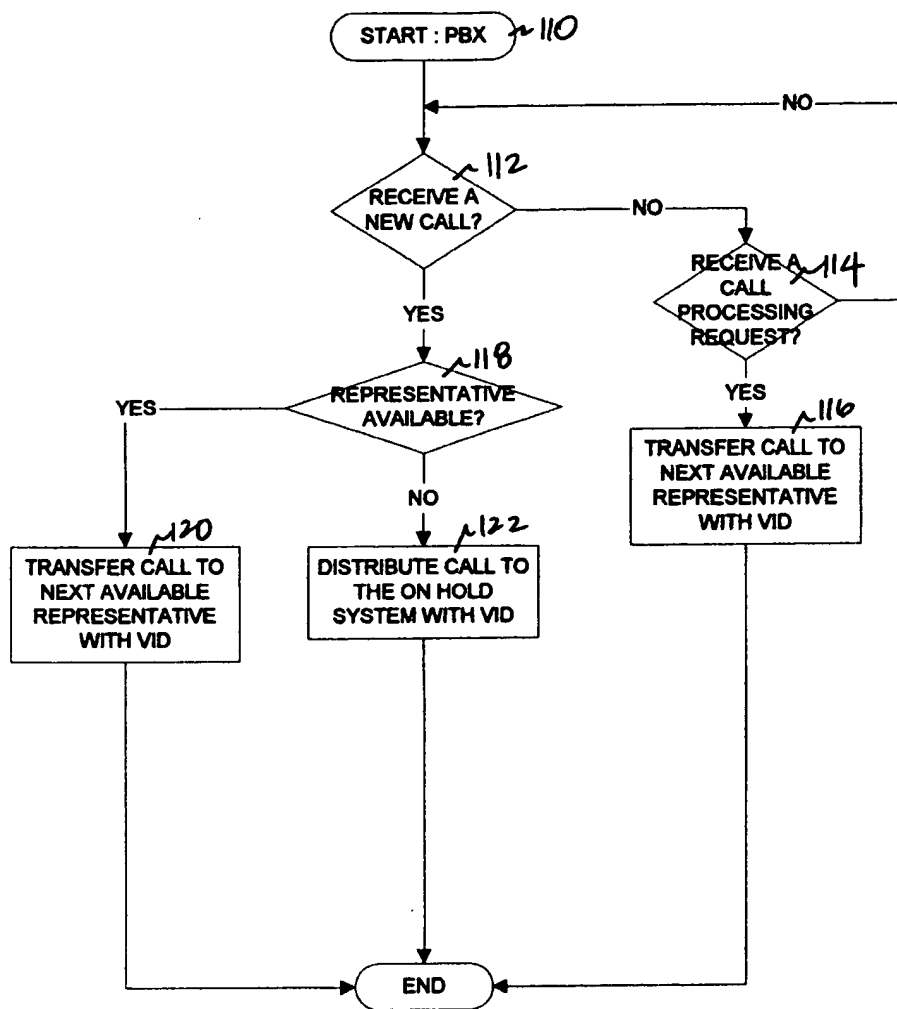 START : PBX
110
NO
112
RECEIVE A
NEW CALL?
NO
RECEIVE A
CALL
PROCESSING
REQUEST?
114
YES
118
REPRESENTATIVE
AVAILABLE?
YES
YES
116
TRANSFER CALL TO
NEXT AVAILABLE
REPRESENTATIVE
WITH VID
NO
120
TRANSFER CALL TO
NEXT AVAILABLE
REPRESENTATIVE
WITH VID
122
DISTRIBUTE CALL TO
THE ON HOLD
SYSTEM WITH VID
END